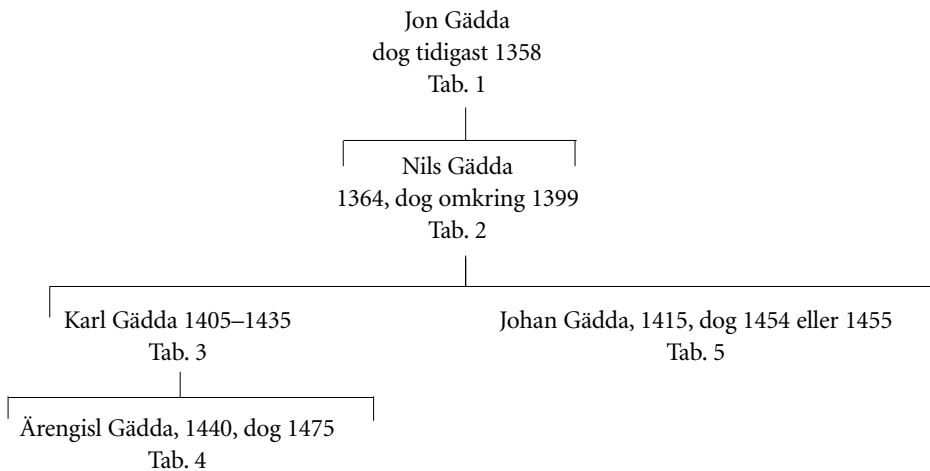 Jon Gädda
dog tidigast 1358
Tab. 1
Nils Gädda
1364, dog omkring 1399
Tab. 2
Karl Gädda 1405–1435
Tab. 3
Johan Gädda, 1415, dog 1454 eller 1455
Tab. 5
Ärengisl Gädda, 1440, dog 1475
Tab. 4